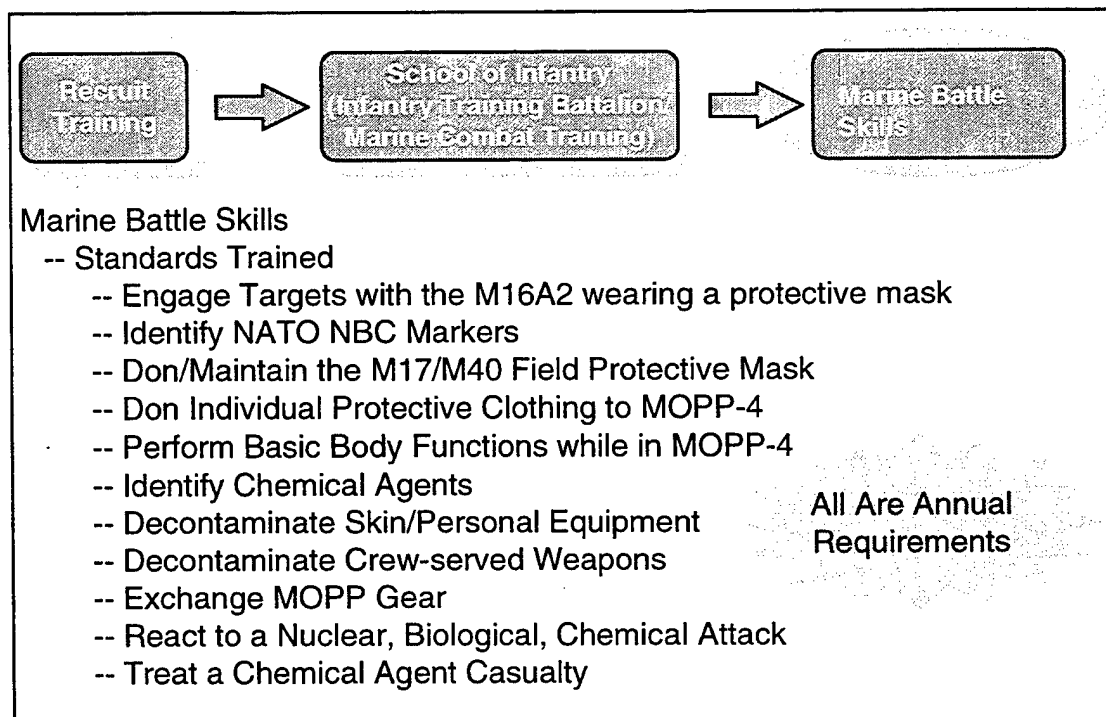 Recruit
Training
School of Infantry
(Infantry Training Battalion/
Marine Combat Training)
Marine Battle
Skills
Marine Battle Skills
-- Standards Trained
-- Engage Targets with the M16A2 wearing a protective mask
-- Identify NATO NBC Markers
-- Don/Maintain the M17/M40 Field Protective Mask
-- Don Individual Protective Clothing to MOPP-4
-- Perform Basic Body Functions while in MOPP-4
-- Identify Chemical Agents
-- Decontaminate Skin/Personal Equipment
-- Decontaminate Crew-served Weapons
-- Exchange MOPP Gear
-- React to a Nuclear, Biological, Chemical Attack
-- Treat a Chemical Agent Casualty
All Are Annual
Requirements